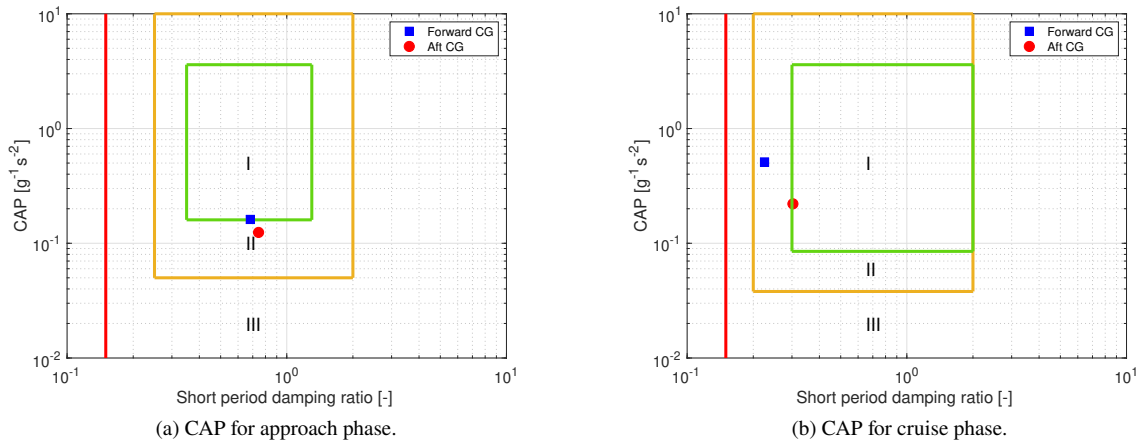 10^1
10^0
10^-1
10^-2
CAP [g^-1 s^-2]
Forward CG
Aft CG
I
II
III
10^-1
10^0
10^1
Short period damping ratio [-]
(a) CAP for approach phase.
10^1
10^0
10^-1
10^-2
CAP [g^-1 s^-2]
Forward CG
Aft CG
I
II
III
10^-1
10^0
10^1
Short period damping ratio [-]
(b) CAP for cruise phase.